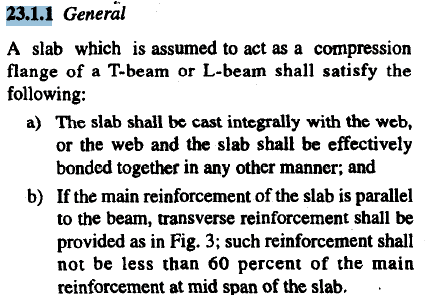 23.1.1 General
A slab which is assumed to act as a compression
flange of a T-beam or L-beam shall satisfy the
following:
a) The slab shall be cast integrally with the web,
or the web and the slab shall be effectively
bonded together in any other manner; and
b) If the main reinforcement of the slab is parallel
to the beam, transverse reinforcement shall be
provided as in Fig. 3; such reinforcement shall
not be less than 60 percent of the main
reinforcement at mid span of the slab.